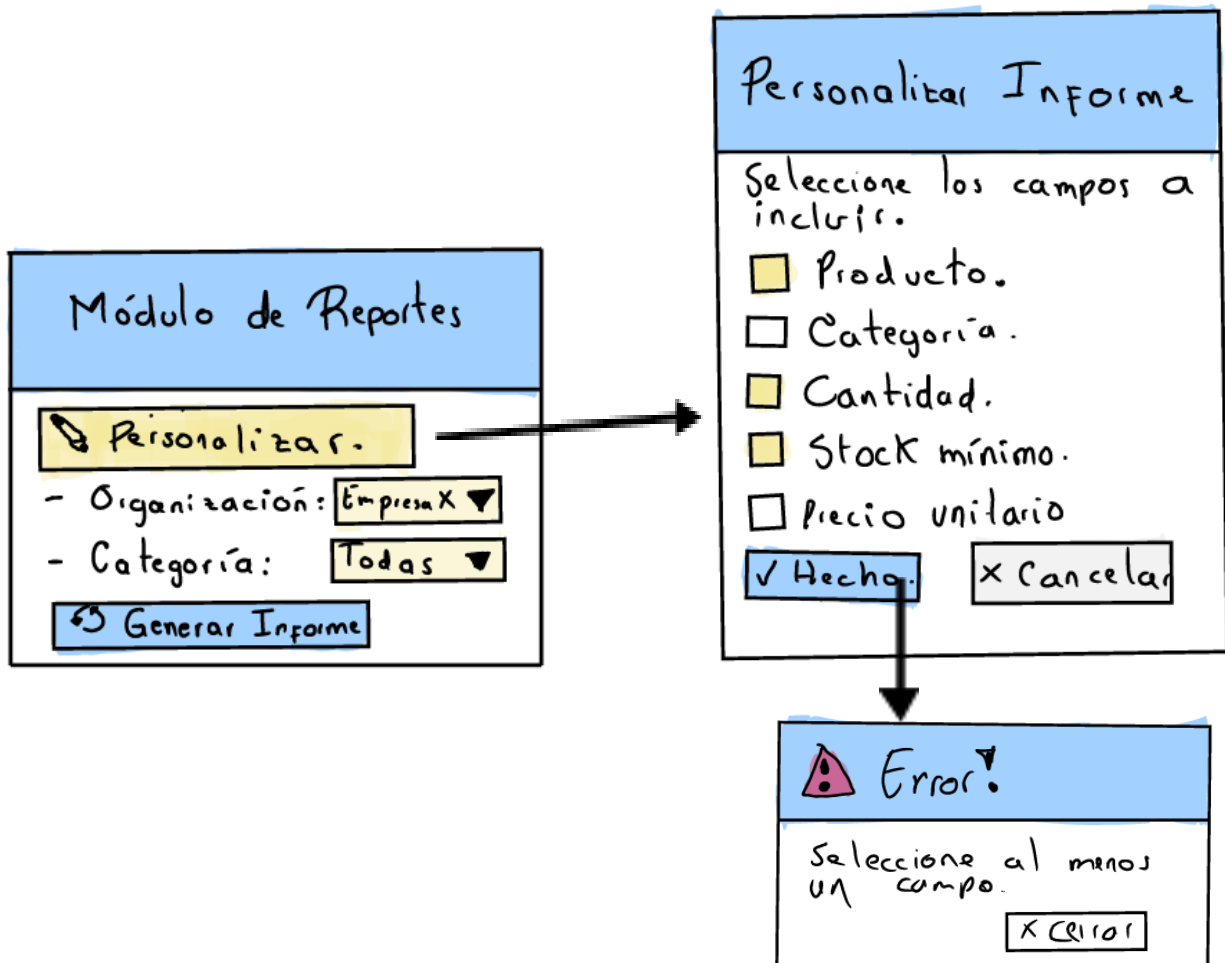 Módulo de Reportes
Personalizar.
- Organización: Empresa X
- Categoría: Todas
Generar Informe
Personalizar Informe
Seleccione los campos a
incluir.
Producto.
Categoría.
Cantidad.
Stock mínimo.
Precio unitario
✓ Hecho. X Cancelar
Error!
Seleccione al menos
un campo.
X Cerrar